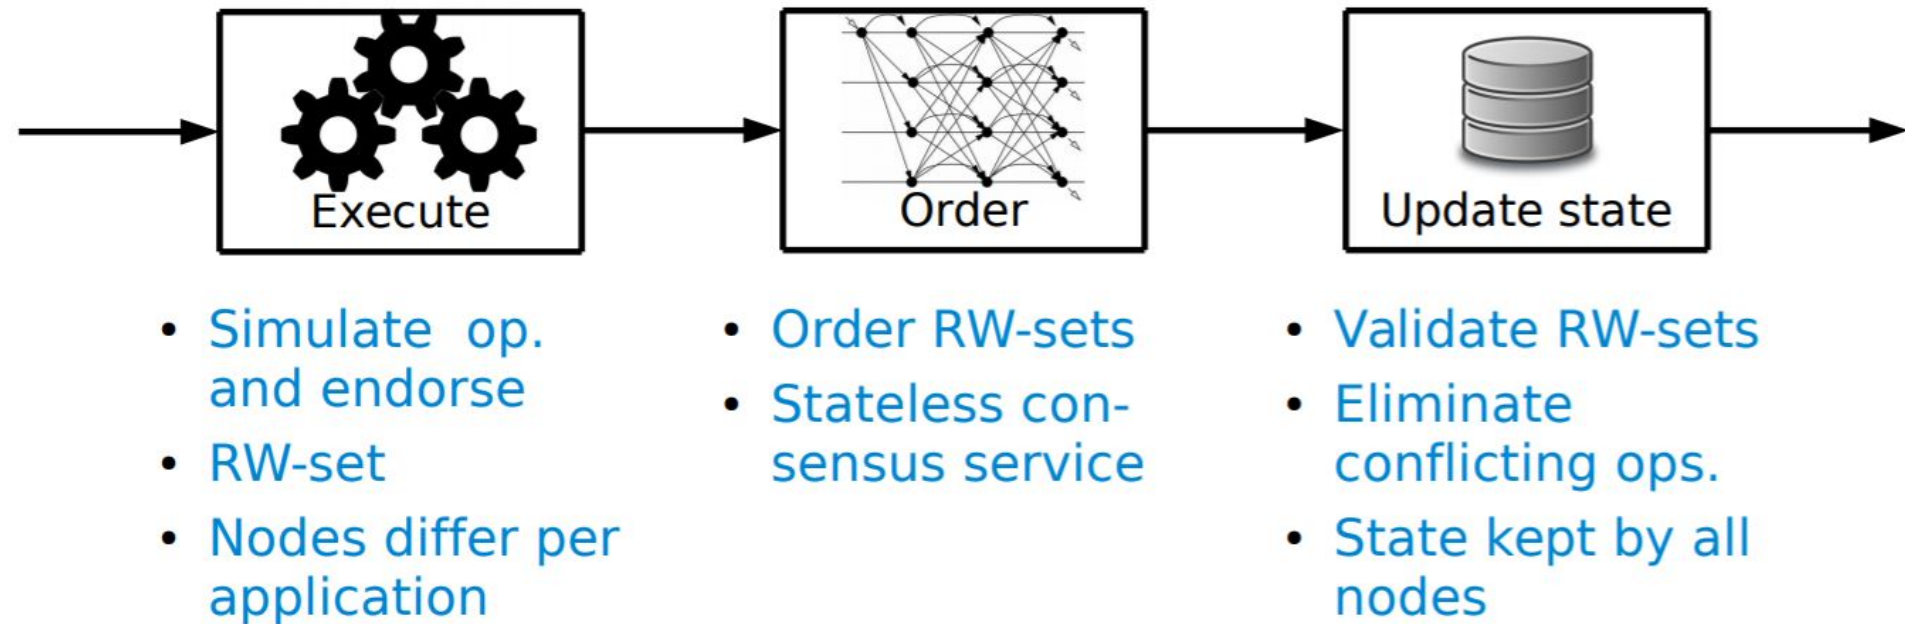 Execute
Order
Update state
• Simulate op.
and endorse
• RW-set
• Nodes differ per
application
• Order RW-sets
• Stateless con-
sensus service
• Validate RW-sets
• Eliminate
conflicting ops.
• State kept by all
nodes